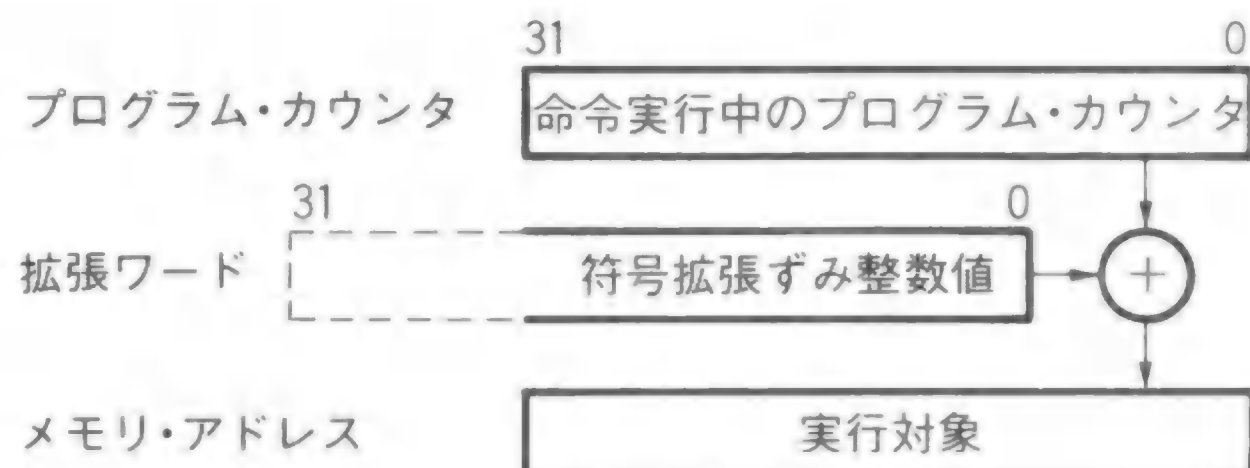 31 0
プログラム・カウンタ 命令実行中のプログラム・カウンタ
31 0
拡張ワード 符号拡張ずみ整数値 +
メモリ・アドレス 実行対象